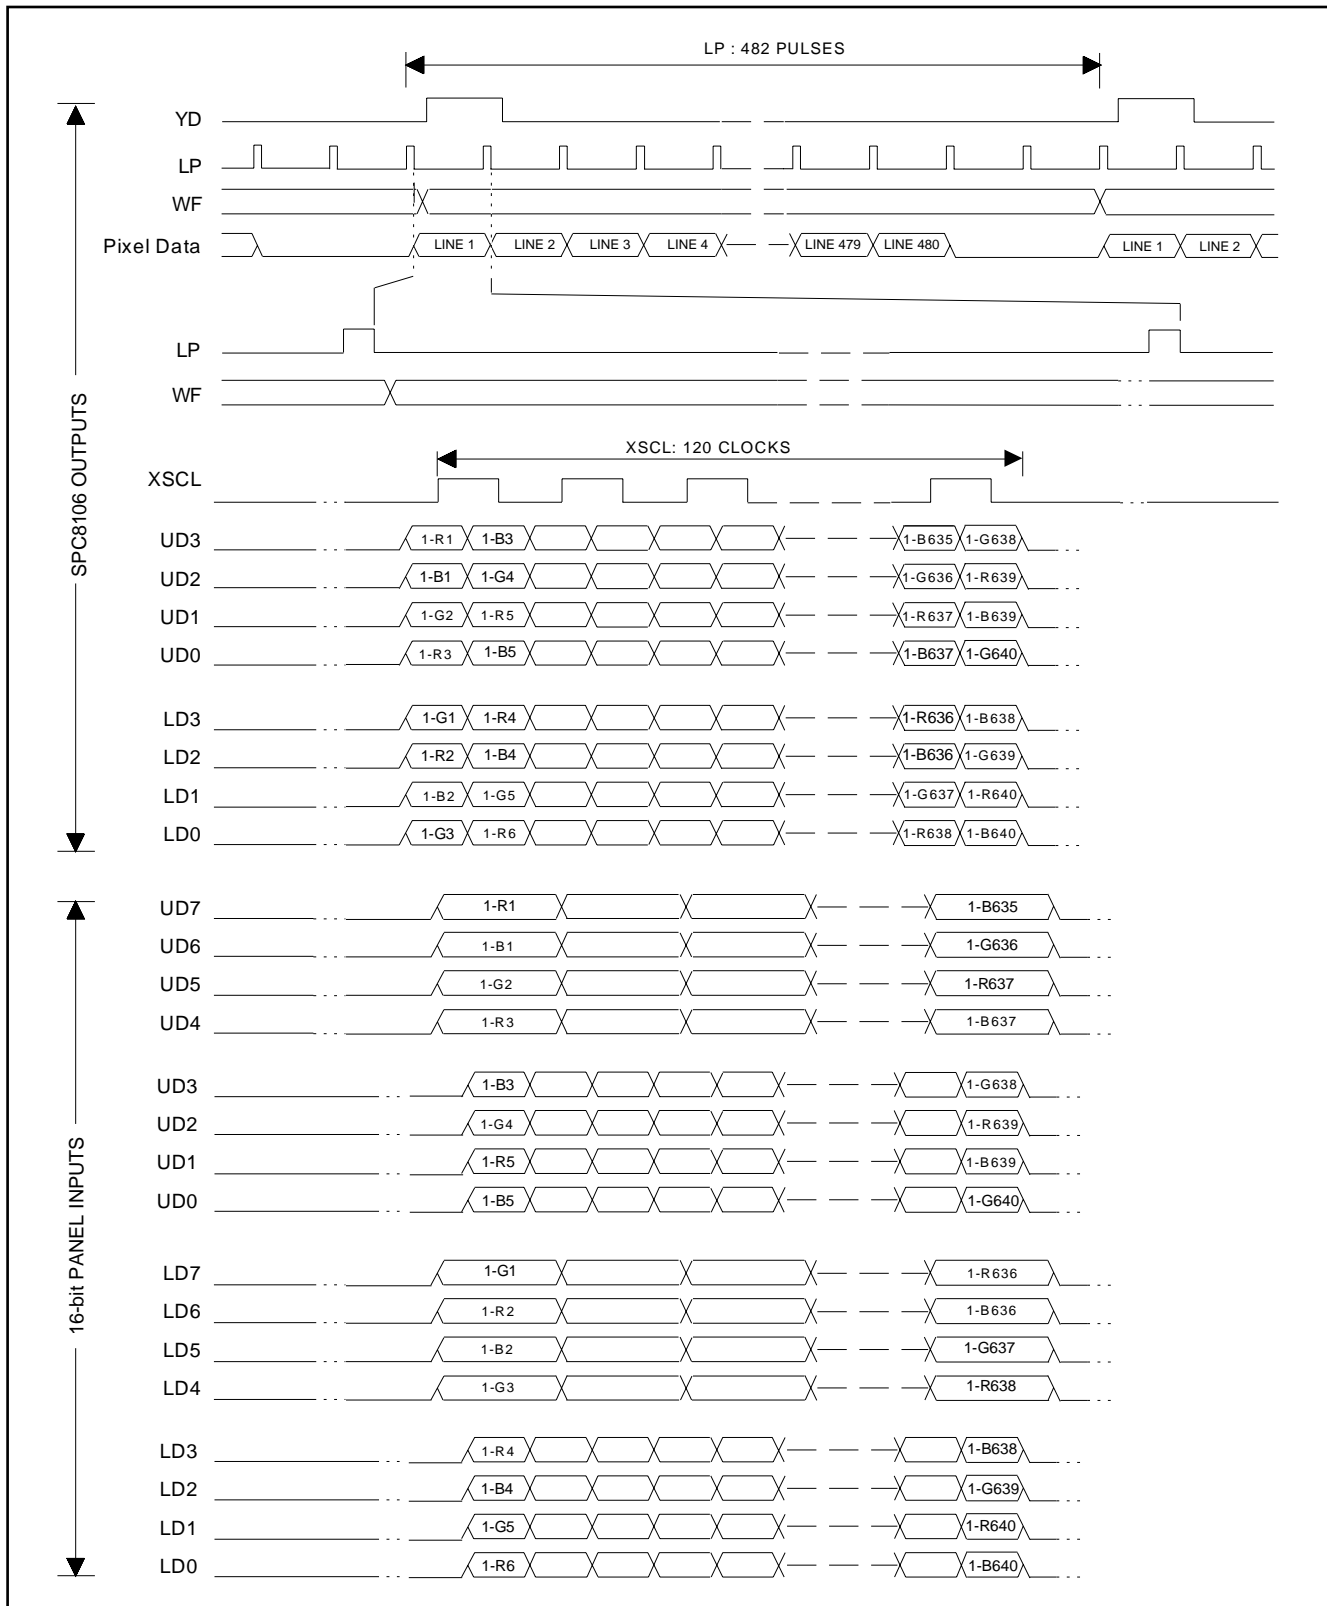 LP : 482 PULSES
YD
LP
WF
Pixel Data LINE 1 LINE 2 LINE 3 LINE 4 LINE 479 LINE 480 LINE 1 LINE 2
LP
WF
SPC8106 OUTPUTS
XSCL: 120 CLOCKS
XSCL
UD3 1-R1 1-B3 1-B635 1-G638
UD2 1-B1 1-G4 1-G636 1-R639
UD1 1-G2 1-R5 1-R637 1-B639
UD0 1-R3 1-B5 1-B637 1-G640
LD3 1-G1 1-R4 1-R636 1-B638
LD2 1-R2 1-B4 1-B636 1-G639
LD1 1-B2 1-G5 1-G637 1-R640
LD0 1-G3 1-R6 1-R638 1-B640
16-bit PANEL INPUTS
UD7 1-R1 1-B635
UD6 1-B1 1-G636
UD5 1-G2 1-R637
UD4 1-R3 1-B637
UD3 1-B3 1-G638
UD2 1-G4 1-R639
UD1 1-R5 1-B639
UD0 1-B5 1-G640
LD7 1-G1 1-R636
LD6 1-R2 1-B636
LD5 1-B2 1-G637
LD4 1-G3 1-R638
LD3 1-R4 1-B638
LD2 1-B4 1-G639
LD1 1-G5 1-R640
LD0 1-R6 1-B640